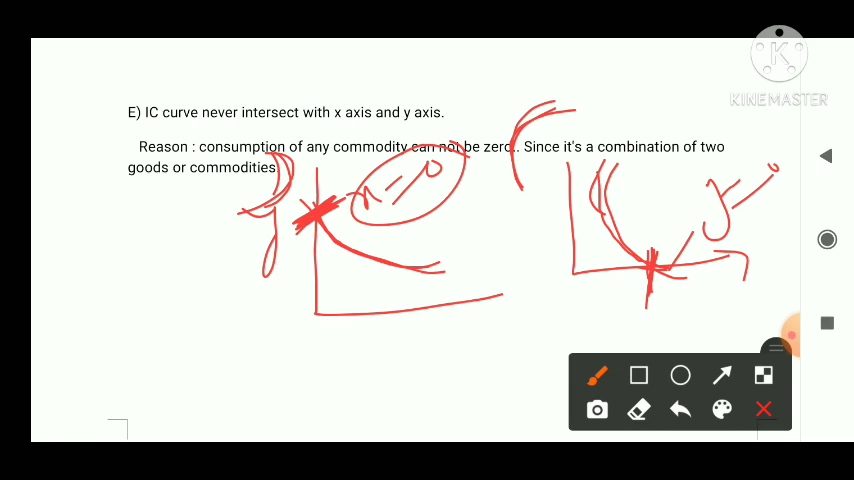 KINEMASTER
E) IC curve never intersect with x axis and y axis.
Reason : consumption of any commodity can not be zero.. Since it's a combination of two
goods or commodities.
x=0
y